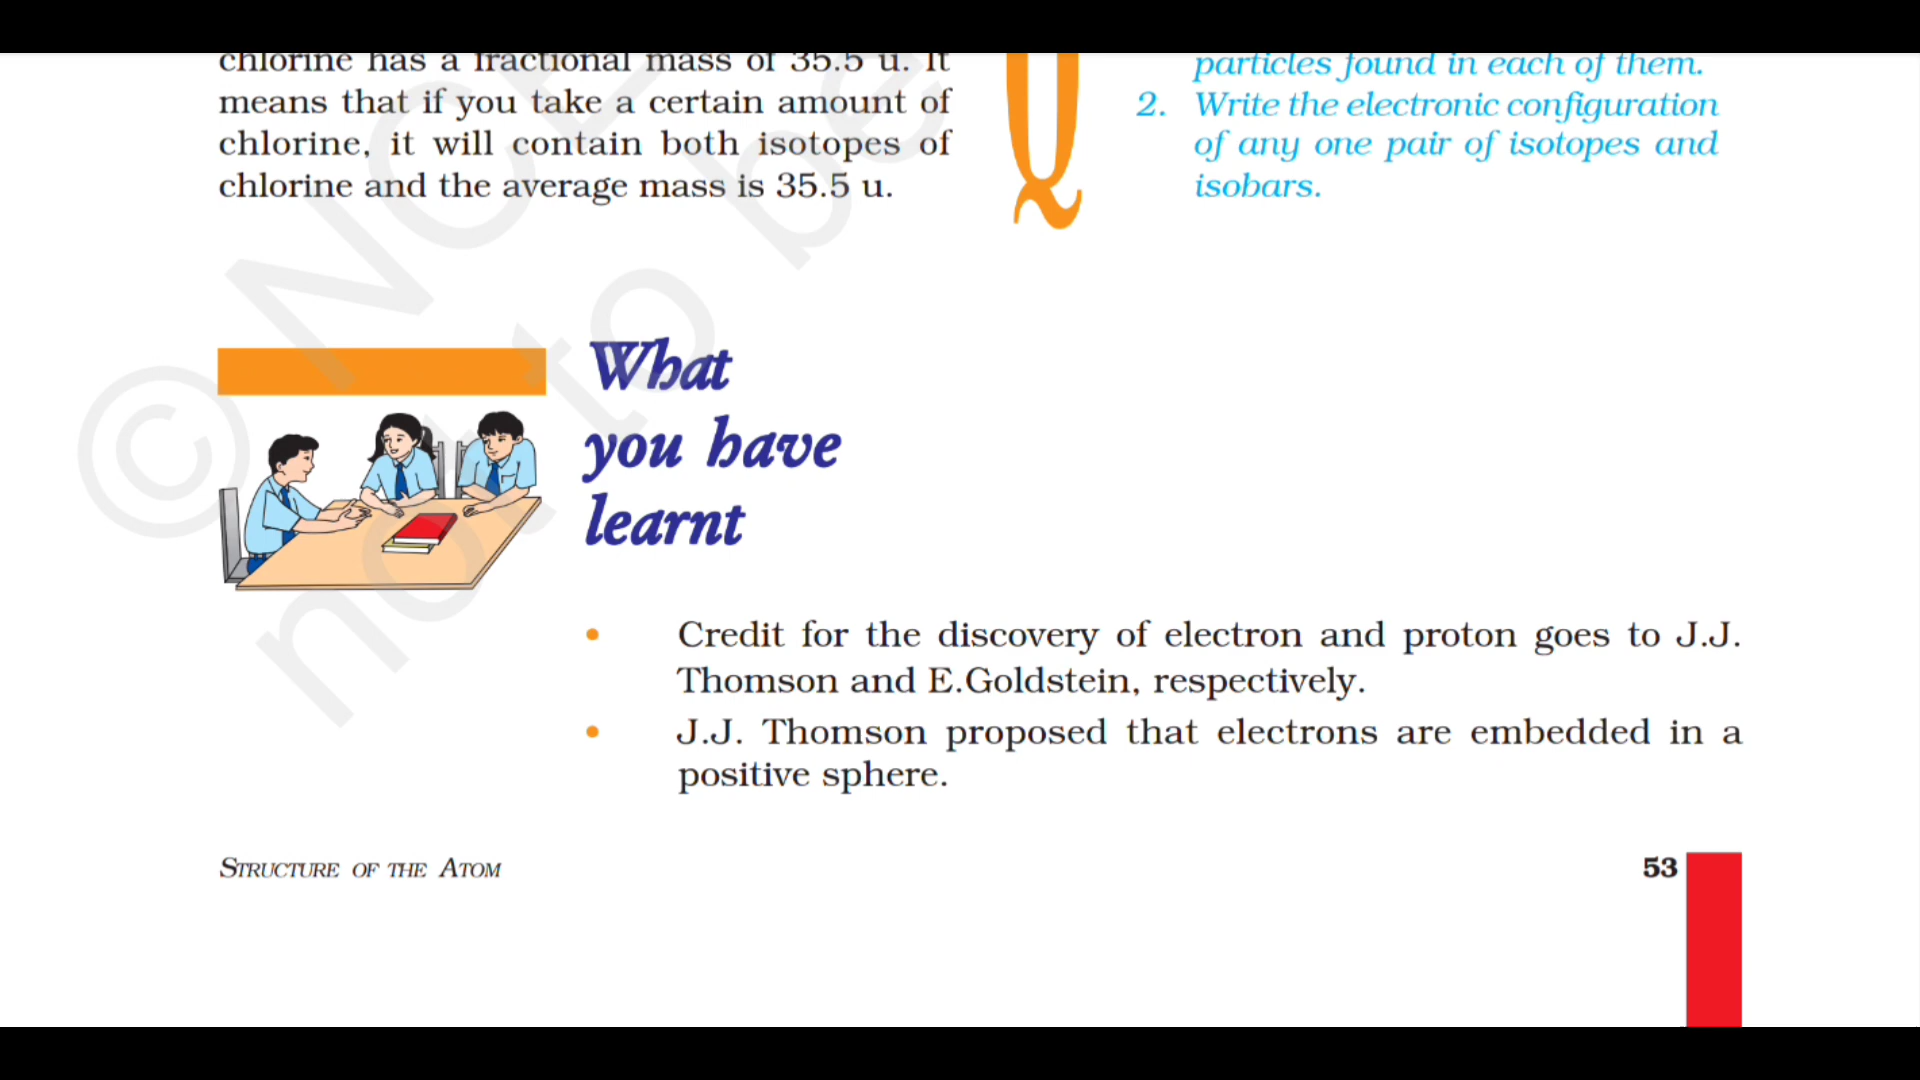 chlorine has a fractional mass of 35.5 u. It
means that if you take a certain amount of
chlorine, it will contain both isotopes of
chlorine and the average mass is 35.5 u.
Q
particles found in each of them.
2. Write the electronic configuration
of any one pair of isotopes and
isobars.
What
you have
learnt
• Credit for the discovery of electron and proton goes to J.J.
Thomson and E.Goldstein, respectively.
• J.J. Thomson proposed that electrons are embedded in a
positive sphere.
STRUCTURE OF THE ATOM
53
© NCE
not to be